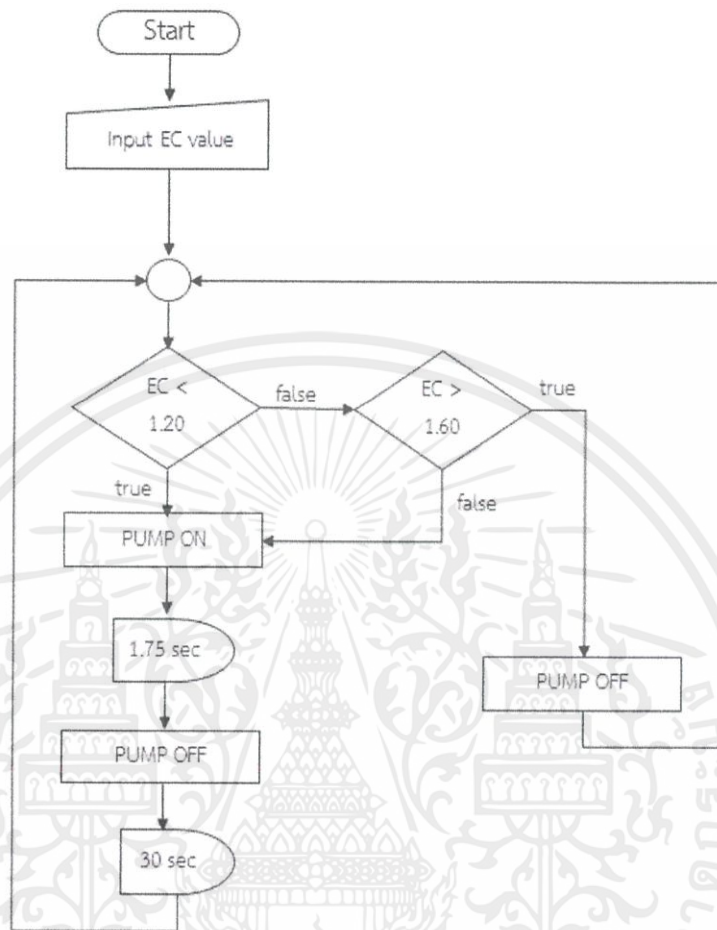 Start
Input EC value
EC <
1.20
false
EC >
1.60
true
true
false
PUMP ON
1.75 sec
PUMP OFF
PUMP OFF
30 sec